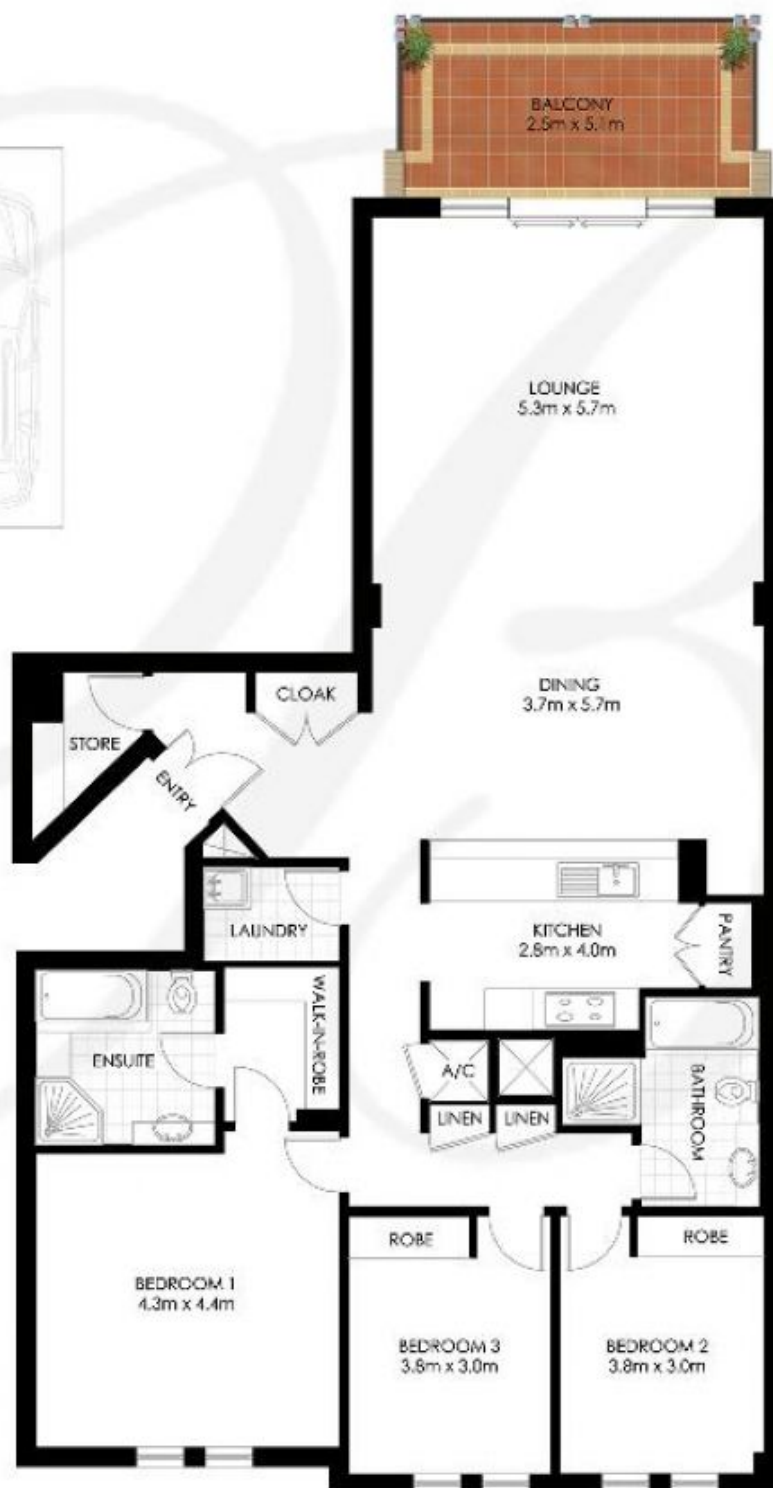 BALCONY
2.5m x 5.1m
LOUNGE
5.3m x 5.7m
DINING
3.7m x 5.7m
CLOAK
STORE
ENTRY
LAUNDRY
KITCHEN
2.8m x 4.0m
PANTRY
WALK-IN-ROBE
ENSUITE
A/C
BATHROOM
LINEN
LINEN
ROBE
ROBE
BEDROOM 1
4.3m x 4.4m
BEDROOM 3
3.8m x 3.0m
BEDROOM 2
3.8m x 3.0m